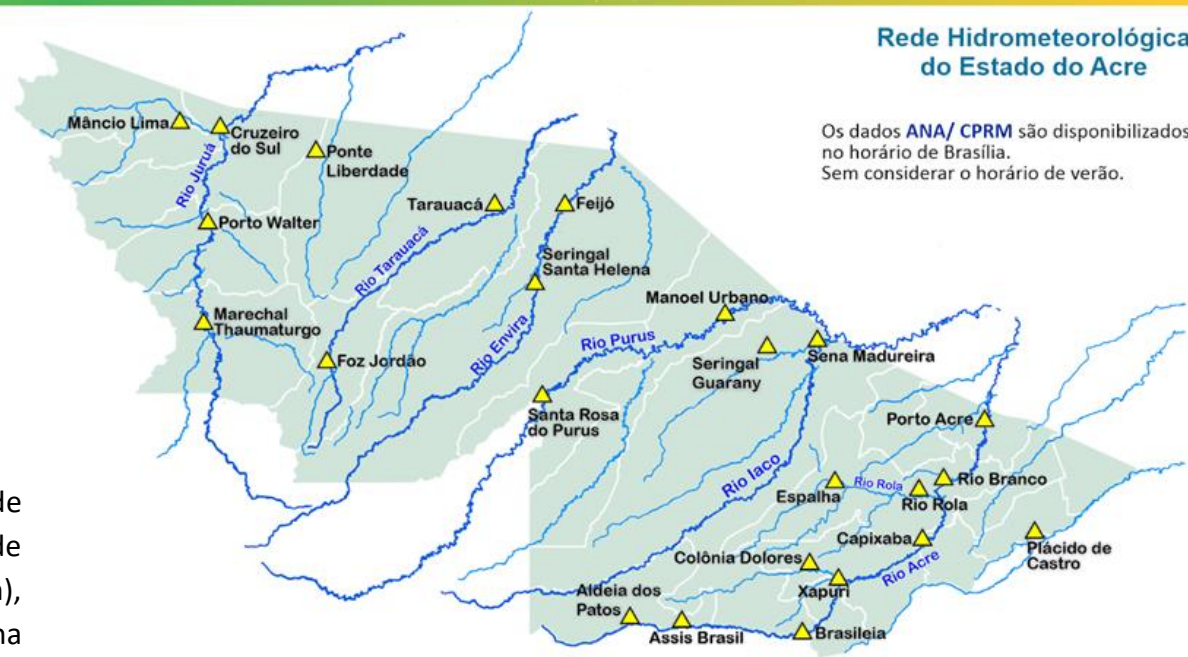 Rede Hidrometeorológica
do Estado do Acre
Os dados ANA/ CPRM são disponibilizados
no horário de Brasília.
Sem considerar o horário de verão.
Mâncio Lima
Cruzeiro
do Sul
Ponte
Liberdade
Rio Juruá
Porto Walter
Tarauacá
Feijó
Rio Tarauacá
Seringal
Santa Helena
Marechal
Thaumaturgo
Foz Jordão
Rio Envira
Manoel Urbano
Rio Purus
Seringal
Guarany
Sena Madureira
Santa Rosa
do Purus
Porto Acre
Rio Iaco
Espalha
Rio Rola
Rio Rola
Rio Branco
Capixaba
Plácido de
Castro
Colônia Dolores
Rio Acre
Xapuri
Aldeia dos
Patos
Assis Brasil
Brasileia
de
de
),
na